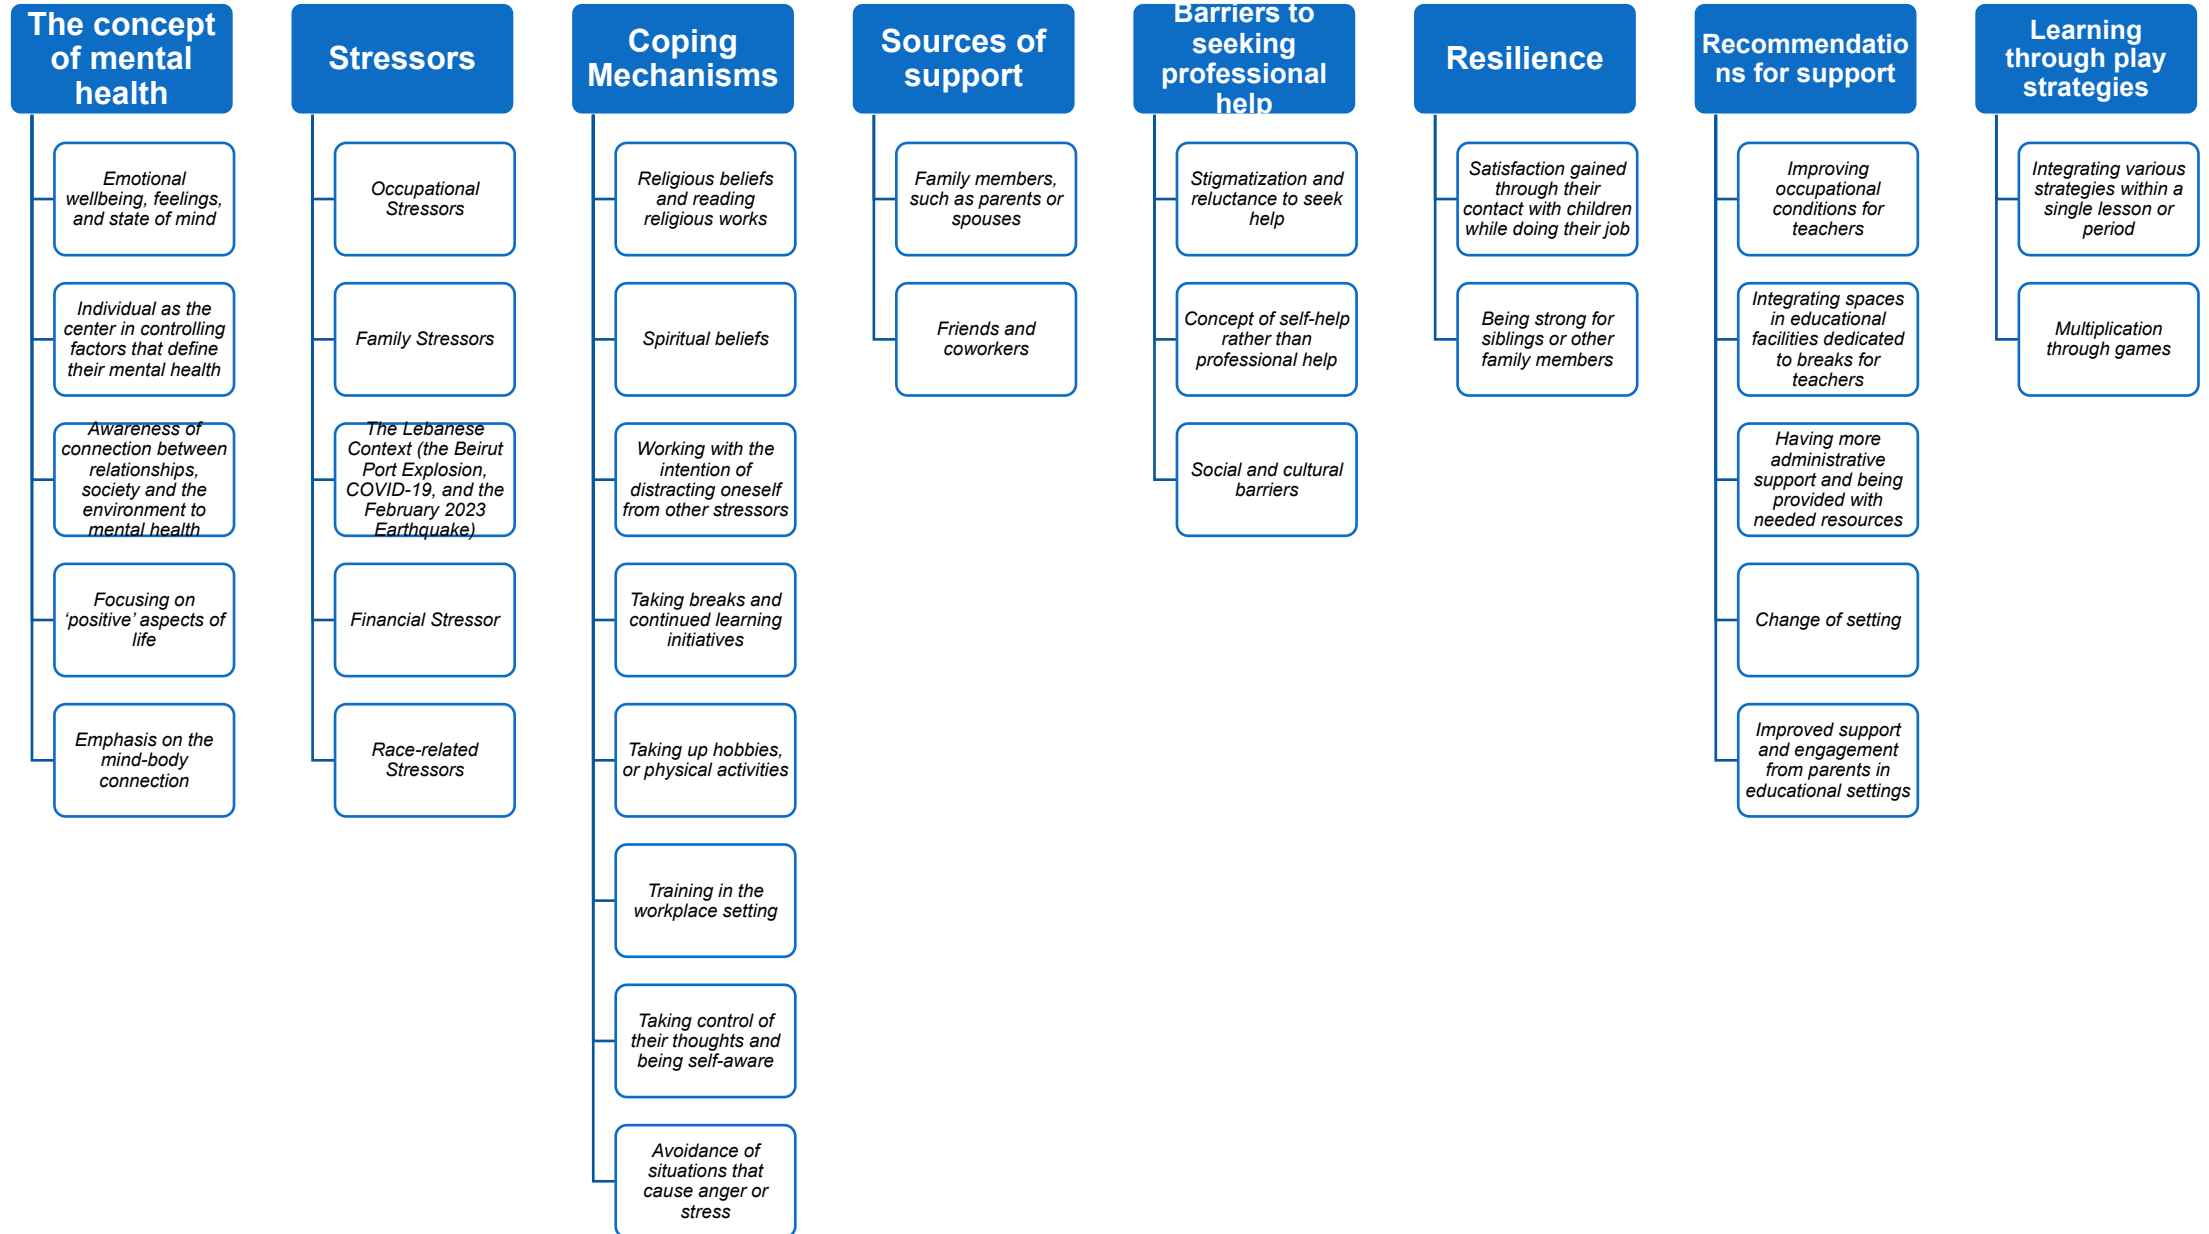 The concept
of mental
health
Emotional
wellbeing, feelings,
and state of mind
Individual as the
center in controlling
factors that define
their mental health
Awareness of
connection between
relationships,
society and the
environment to
mental health
Focusing on
‘positive’ aspects of
life
Emphasis on the
mind-body
connection
Stressors
Occupational
Stressors
Family Stressors
The Lebanese
Context (the Beirut
Port Explosion,
COVID-19, and the
February 2023
Earthquake)
Financial Stressor
Race-related
Stressors
Coping
Mechanisms
Religious beliefs
and reading
religious works
Spiritual beliefs
Working with the
intention of
distracting oneself
from other stressors
Taking breaks and
continued learning
initiatives
Taking up hobbies,
or physical activities
Training in the
workplace setting
Taking control of
their thoughts and
being self-aware
Avoidance of
situations that
cause anger or
stress
Sources of
support
Family members,
such as parents or
spouses
Friends and
coworkers
Barriers to
seeking
professional
help
Stigmatization and
reluctance to seek
help
Concept of self-help
rather than
professional help
Social and cultural
barriers
Resilience
Satisfaction gained
through their
contact with children
while doing their job
Being strong for
siblings or other
family members
Recommendatio
ns for support
Improving
occupational
conditions for
teachers
Integrating spaces
in educational
facilities dedicated
to breaks for
teachers
Having more
administrative
support and being
provided with
needed resources
Change of setting
Improved support
and engagement
from parents in
educational settings
Learning
through play
strategies
Integrating various
strategies within a
single lesson or
period
Multiplication
through games